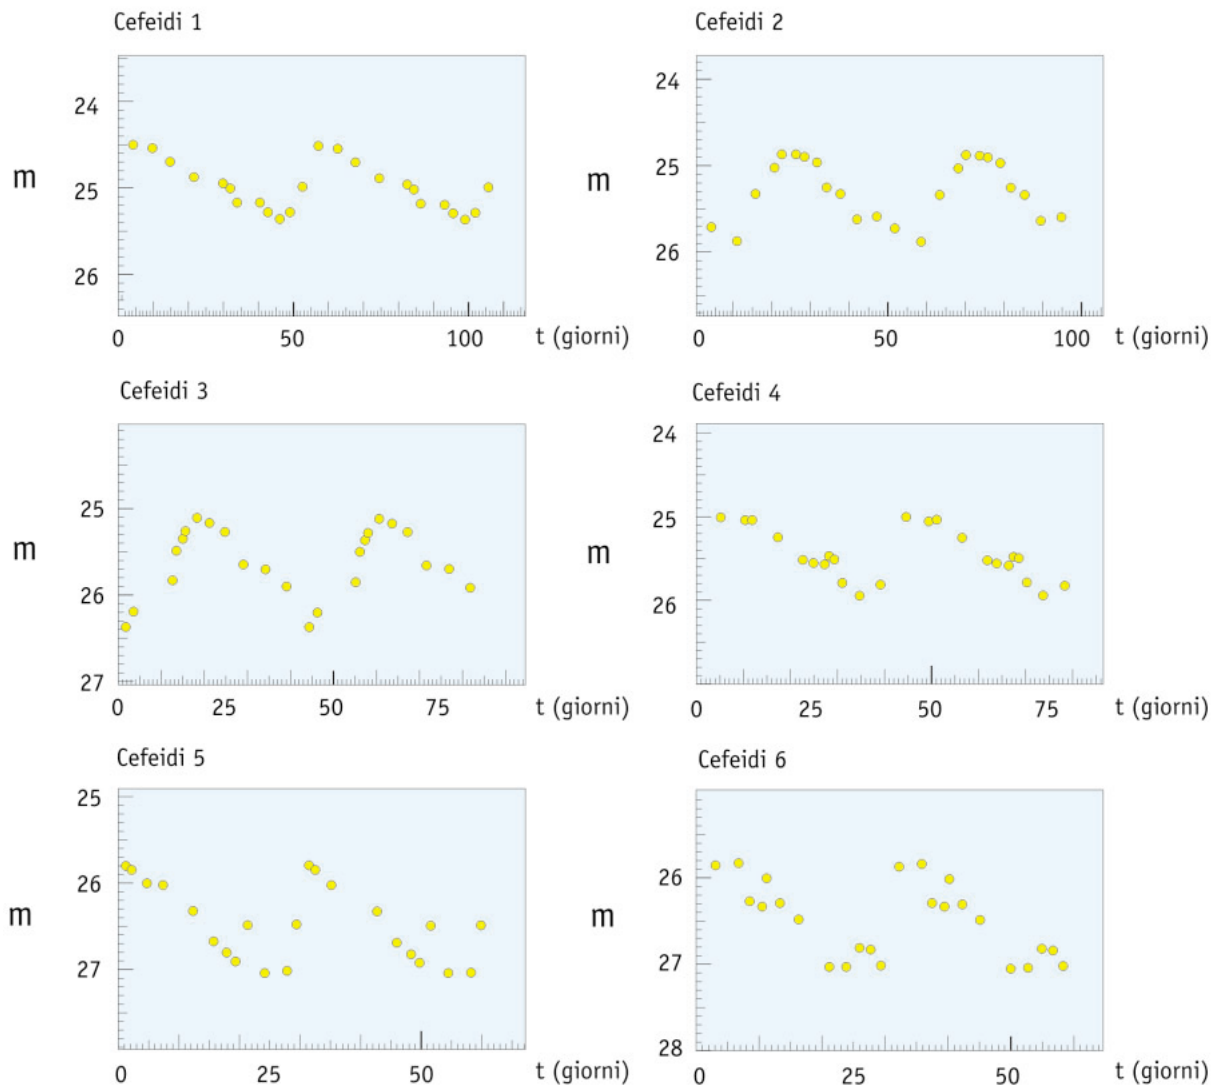 Cefeidi 1
24
25
26
m
0 50 100 t (giorni)
Cefeidi 2
24
25
26
m
0 50 100 t (giorni)
Cefeidi 3
25
26
27
m
0 25 50 75 t (giorni)
Cefeidi 4
24
25
26
m
0 25 50 75 t (giorni)
Cefeidi 5
25
26
27
m
0 25 50 t (giorni)
Cefeidi 6
26
27
28
m
0 25 50 t (giorni)